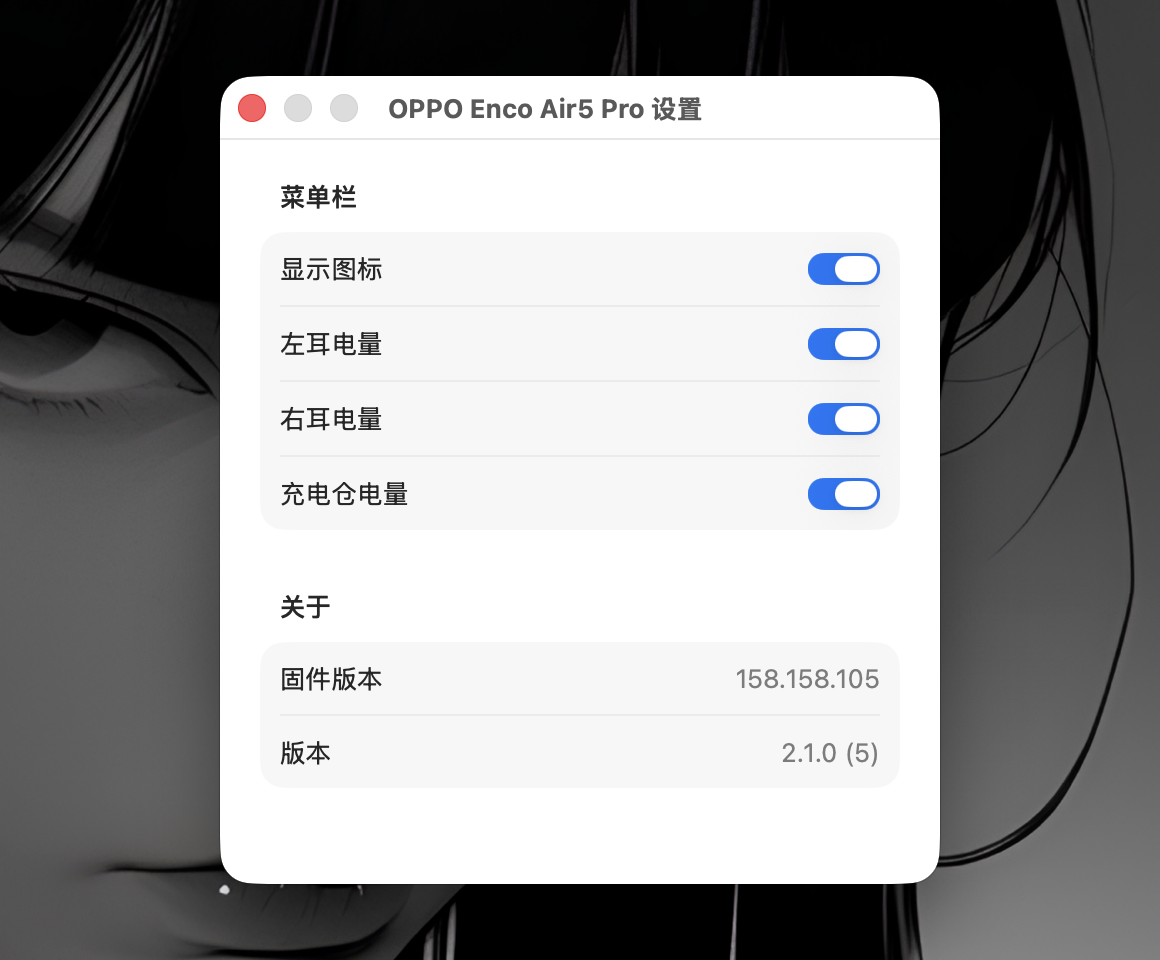 OPPO Enco Air5 Pro 设置
菜单栏
显示图标
左耳电量
右耳电量
充电仓电量
关于
固件版本 158.158.105
版本 2.1.0 (5)